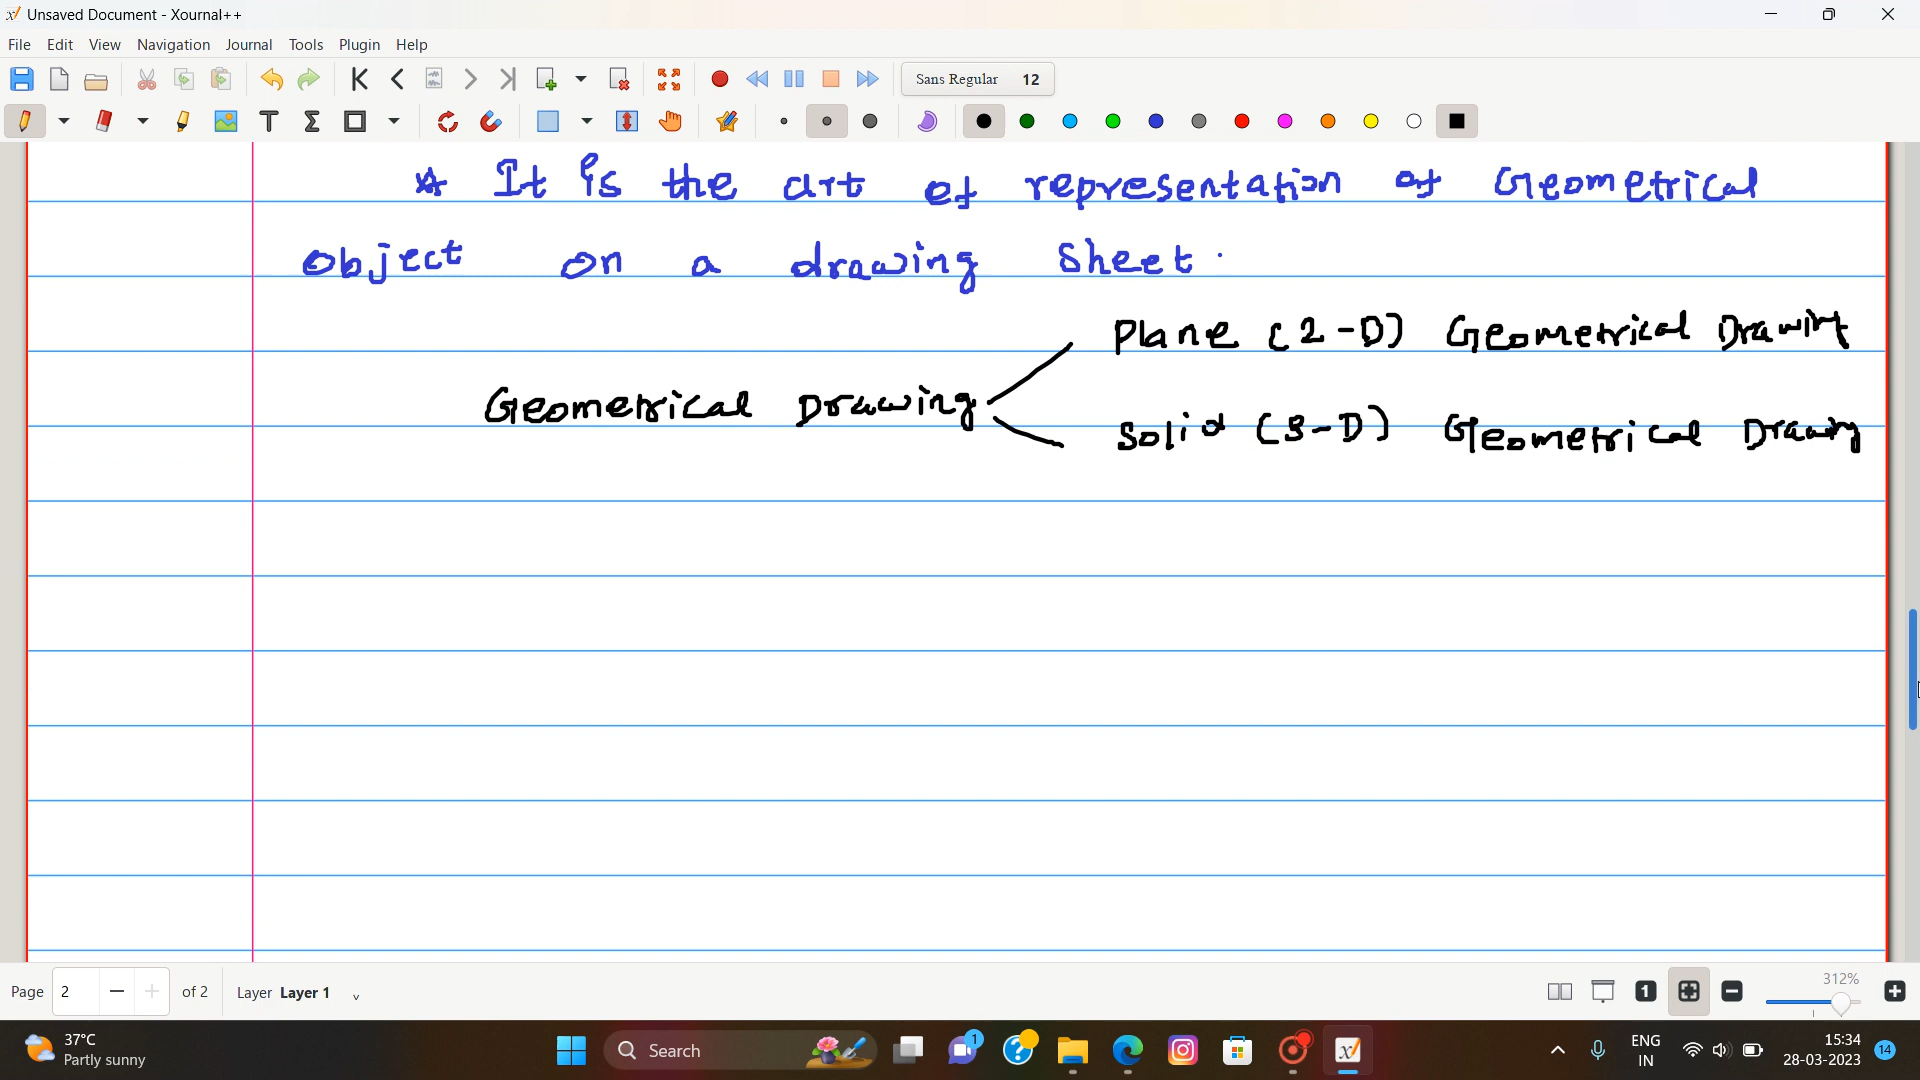 Unsaved Document - Xournal++
File Edit View Navigation Journal Tools Plugin Help
Sans Regular 12
It is the art of representation of Geometrical
Object on a drawing Sheet.
Plane (2-D) Geometrical Drawing
Geometrical Drawing
Solid (3-D) Geometrical Drawing
Page 2 of 2 Layer Layer 1 312%
37°C
Partly sunny
Search
1
ENG
IN
15:34
28-03-2023
14